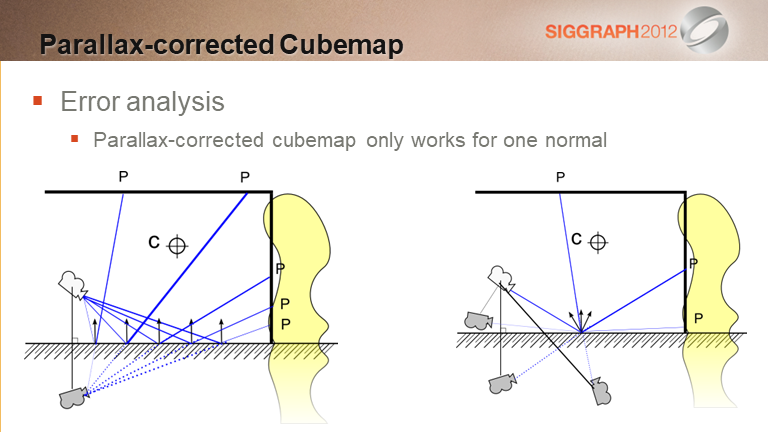 Parallax-corrected Cubemap
SIGGRAPH2012
Error analysis
Parallax-corrected cubemap only works for one normal
P
P
C
P
P
P
P
C
P
P